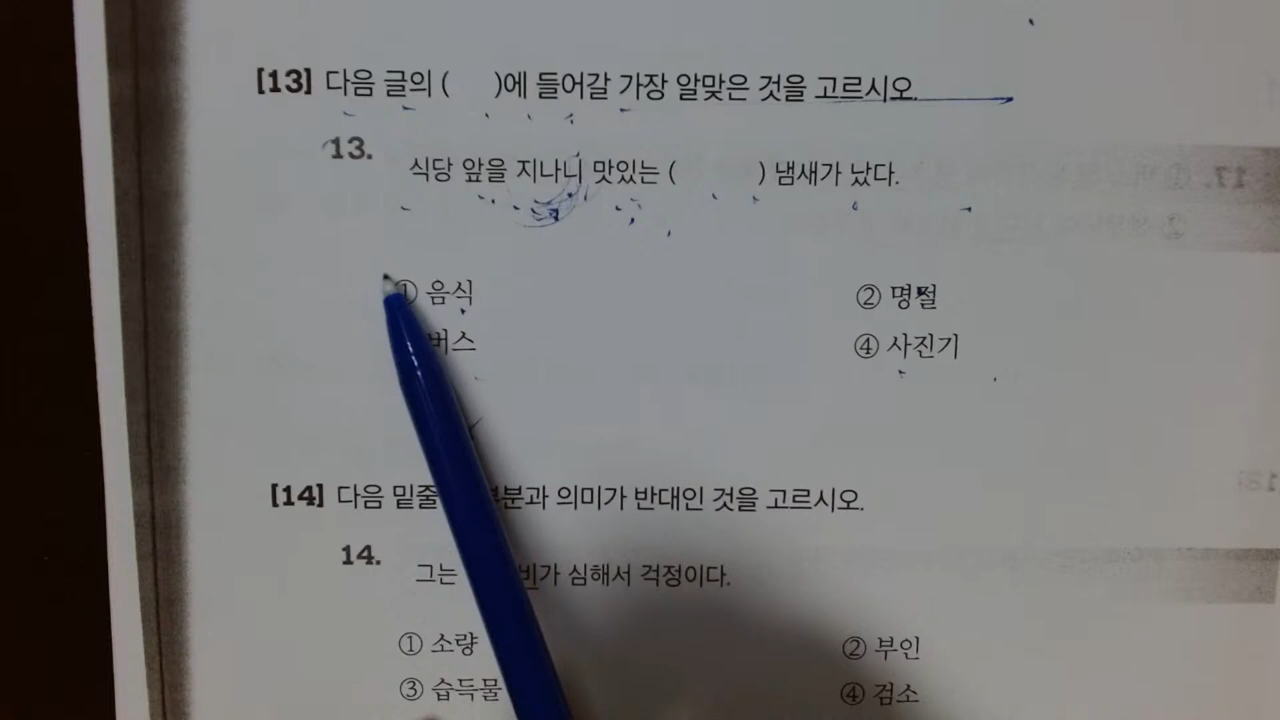 [13] 다음 글의 ( )에 들어갈 가장 알맞은 것을 고르시오.
13.
식당 앞을 지나니 맛있는 ( ) 냄새가 났다.
① 음식 ② 명절
버스 ④ 사진기
[14] 다음 밑줄 부분과 의미가 반대인 것을 고르시오.
14.
그는 빈가 심해서 걱정이다.
① 소량 ② 부인
③ 습득물 ④ 검소
17. ①
②